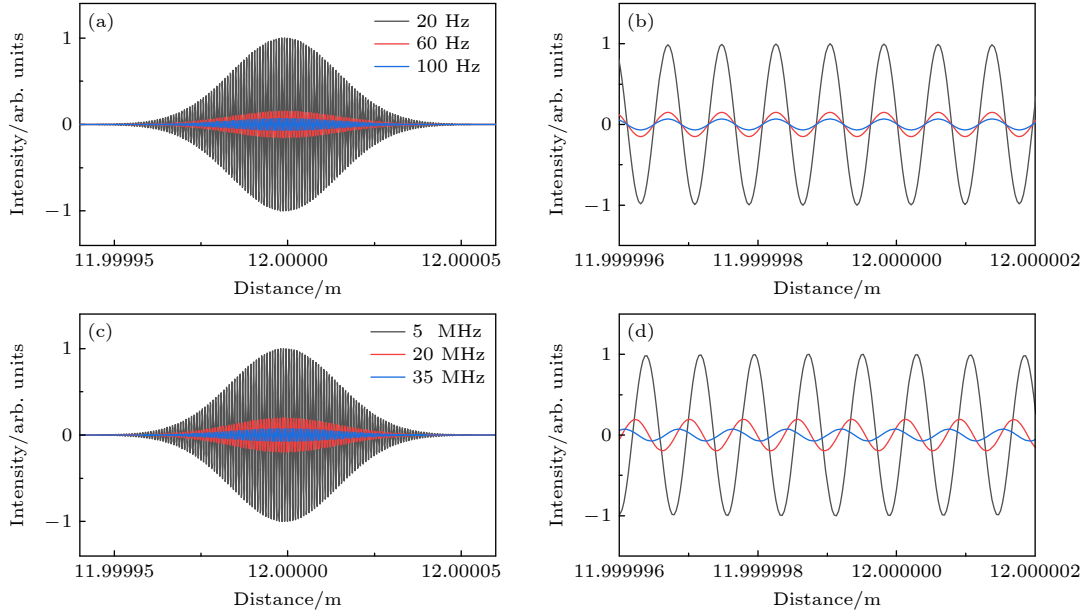 (a)
20 Hz
60 Hz
100 Hz
1
0
−1
Intensity/arb. units
11.99995 12.00000 12.00005
Distance/m
(b)
1
0
−1
Intensity/arb. units
11.999996 11.999998 12.000000 12.000002
Distance/m
(c)
5 MHz
20 MHz
35 MHz
1
0
−1
Intensity/arb. units
11.99995 12.00000 12.00005
Distance/m
(d)
1
0
−1
Intensity/arb. units
11.999996 11.999998 12.000000 12.000002
Distance/m